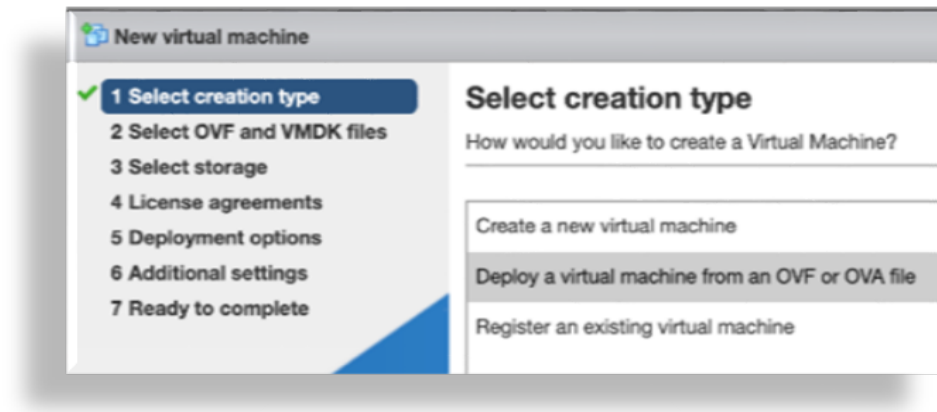 New virtual machine
1 Select creation type
2 Select OVF and VMDK files
3 Select storage
4 License agreements
5 Deployment options
6 Additional settings
7 Ready to complete
Select creation type
How would you like to create a Virtual Machine?
Create a new virtual machine
Deploy a virtual machine from an OVF or OVA file
Register an existing virtual machine